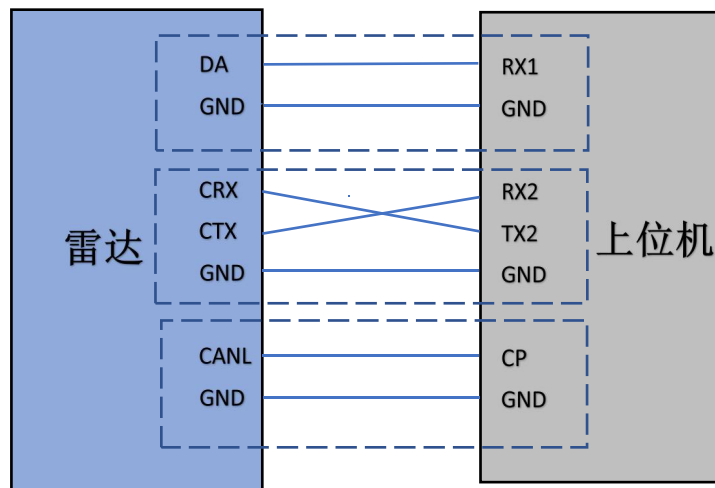 DA
RX1
GND
GND
CRX
RX2
CTX
TX2
雷达
上位机
GND
GND
CANL
CP
GND
GND